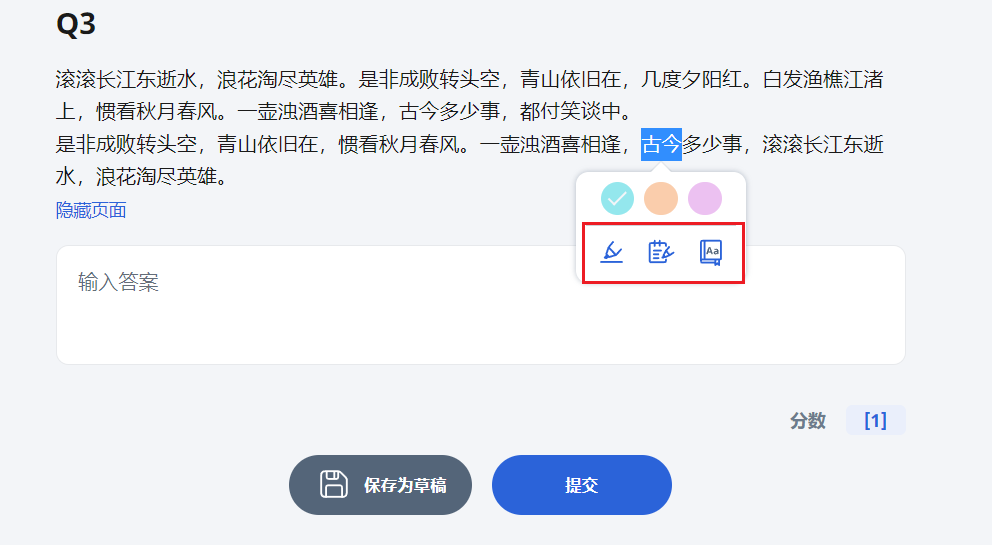 Q3
滚滚长江东逝水，浪花淘尽英雄。是非成败转头空，青山依旧在，几度夕阳红。白发渔樵江渚
上，惯看秋月春风。一壶浊酒喜相逢，古今多少事，都付笑谈中。
是非成败转头空，青山依旧在，惯看秋月春风。一壶浊酒喜相逢，古今多少事，滚滚长江东逝
水，浪花淘尽英雄。
隐藏页面
Aa
输入答案
分数 [1]
保存为草稿 提交